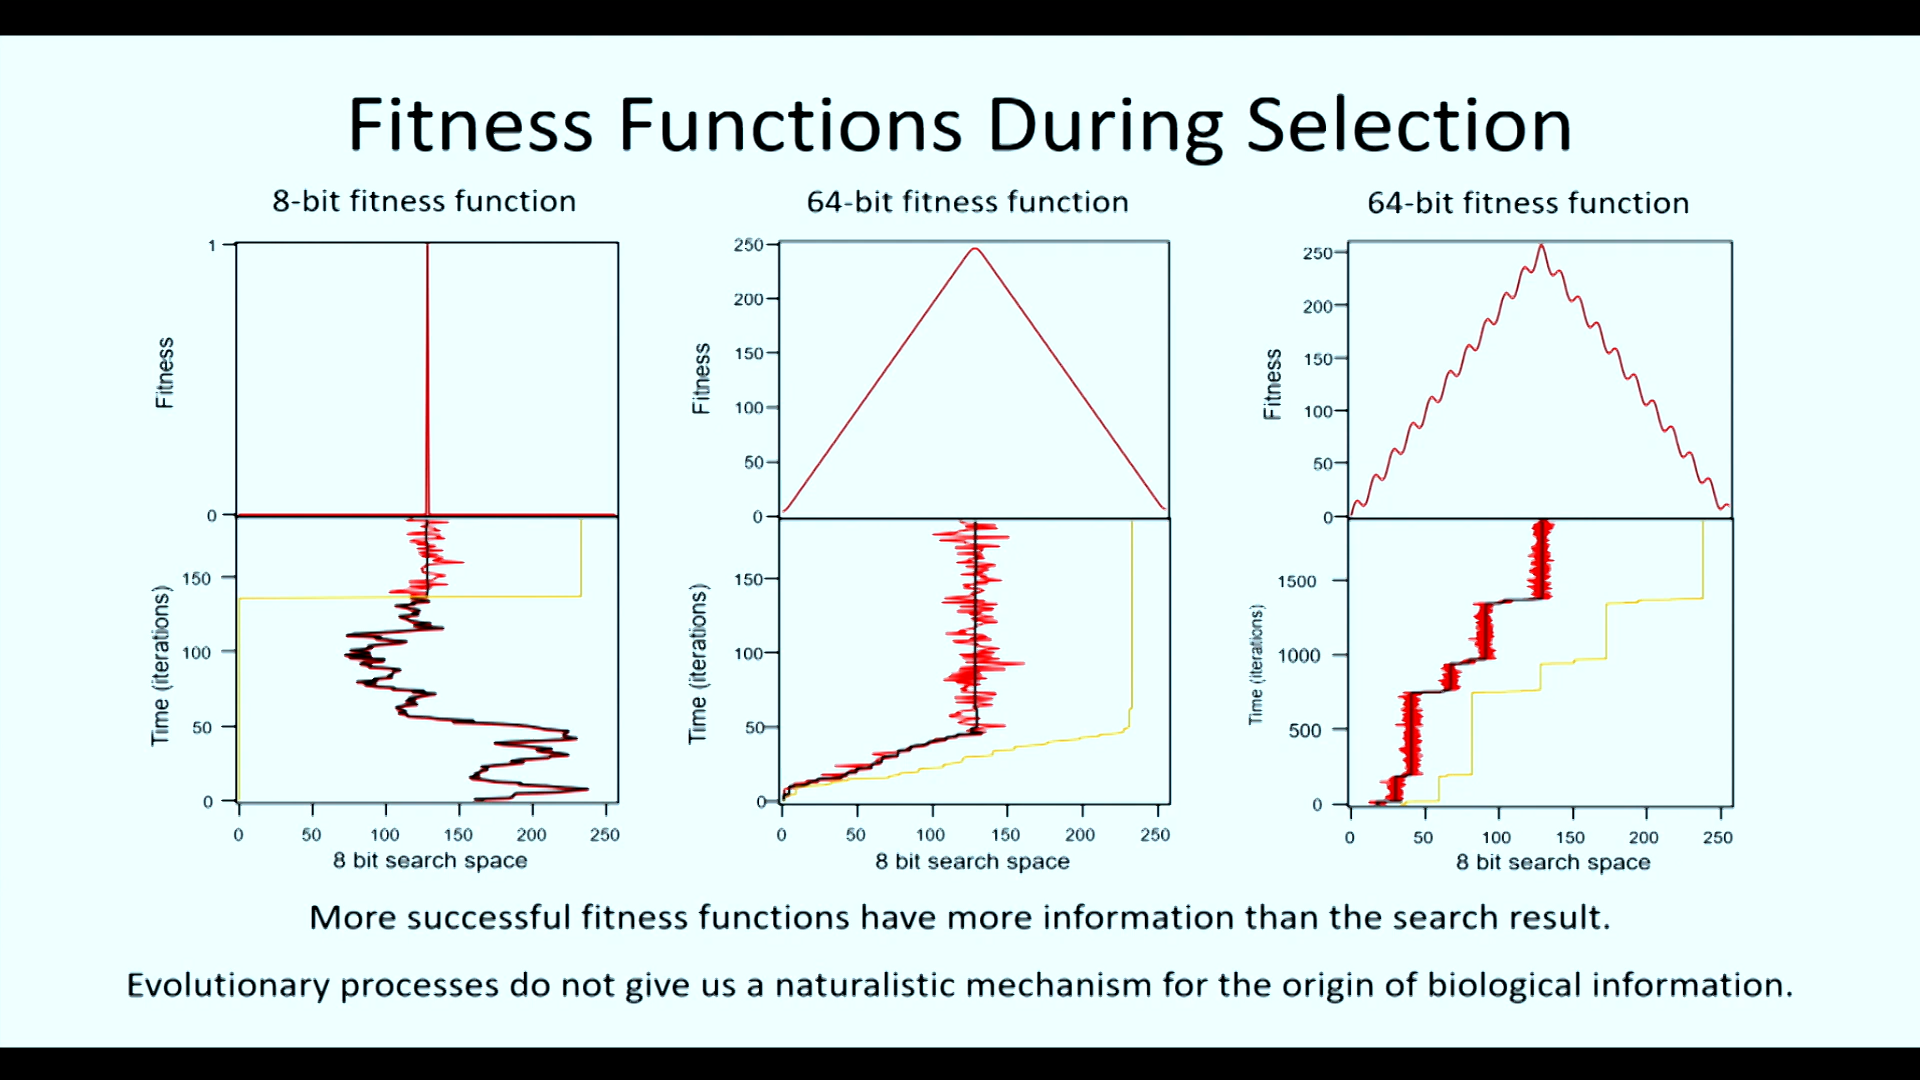 Fitness Functions During Selection
8-bit fitness function
64-bit fitness function
64-bit fitness function
1
0
Fitness
250
200
150
100
50
0
Fitness
250
200
150
100
50
0
Fitness
150
100
50
0
Time (iterations)
0 50 100 150 200 250
8 bit search space
150
100
50
0
Time (iterations)
0 50 100 150 200 250
8 bit search space
1500
1000
500
0
Time (iterations)
0 50 100 150 200 250
8 bit search space
More successful fitness functions have more information than the search result.
Evolutionary processes do not give us a naturalistic mechanism for the origin of biological information.